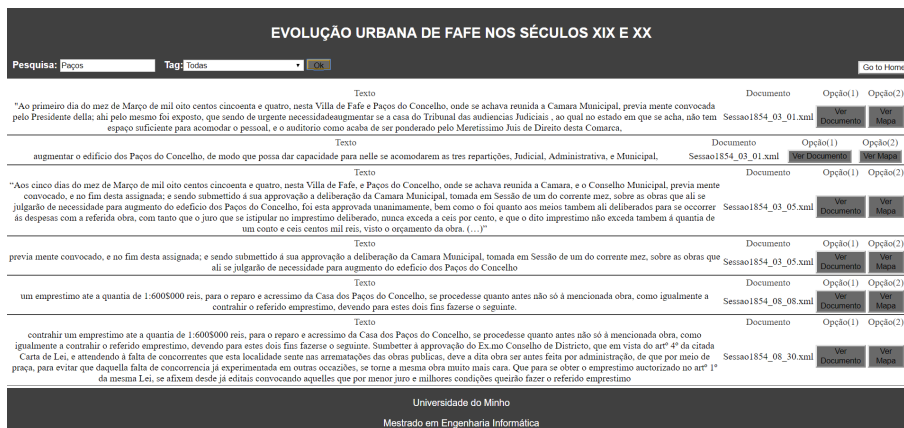 EVOLUÇÃO URBANA DE FAFE NOS SÉCULOS XIX E XX
Pesquisa: Paços Tag: Todas Ok Go to Home
Texto Documento Opção(1) Opção(2)
"Ao primeiro dia do mez de Março de mil oito centos cincoenta e quatro, nesta Villa de Fafe e Paços do Concelho, onde se achava reunida a Camara Municipal, previa mente convocada
pelo Presidente della; ahi pelo mesmo foi exposto, que sendo de urgente necessidadeaugmentar se a casa do Tribunal das audiencias Judiciais , ao qual no estado em que se acha, não tem
espaço suficiente para acomodar o pessoal, e o auditorio como acaba de ser ponderado pelo Meretissimo Juis de Direito desta Comarca,
Sessao1854_03_01.xml Ver Documento Ver Mapa
Texto Documento Opção(1) Opção(2)
augmentar o edificio dos Paços do Concelho, de modo que possa dar capacidade para nelle se acomodarem as tres repartições, Judicial, Administrativa, e Municipal, Sessao1854_03_01.xml Ver Documento Ver Mapa
Texto Documento Opção(1) Opção(2)
“Aos cinco dias do mez de Março de mil oito centos cincoenta e quatro, nesta Villa de Fafe, e Paços do Concelho, onde se achava reunida a Camara, e o Conselho Municipal, previa mente
convocado, e no fim desta assignada; e sendo submettido á sua approvação a deliberação da Camara Municipal, tomada em Sessão de um do corrente mez, sobre as obras que ali se
julgarão de necessidade para augmento do edeficio dos Paços do Concelho, foi esta approvada unanimamente, bem como o foi quanto aos meios tambem ali deliberados para se occorrer
ás despesas com a referida obra, com tanto que o juro que se istipular no imprestimo deliberado, nunca exceda a ceis por cento, e que o dito imprestimo não exceda tambem á quantia de
um conto e ceis centos mil reis, visto o orçamento da obra. (…)”
Sessao1854_03_05.xml Ver Documento Ver Mapa
Texto Documento Opção(1) Opção(2)
previa mente convocado, e no fim desta assignada; e sendo submettido á sua approvação a deliberação da Camara Municipal, tomada em Sessão de um do corrente mez, sobre as obras que
ali se julgarão de necessidade para augmento do edeficio dos Paços do Concelho
Sessao1854_03_05.xml Ver Documento Ver Mapa
Texto Documento Opção(1) Opção(2)
um emprestimo ate a quantia de 1:600$000 reis, para o reparo e acressimo da Casa dos Paços do Concelho, se procedesse quanto antes não só á mencionada obra, como igualmente a
contrahir o referido emprestimo, devendo para estes dois fins fazerse o seguinte.
Sessao1854_08_08.xml Ver Documento Ver Mapa
Texto Documento Opção(1) Opção(2)
contrahir um emprestimo ate a quantia de 1:600$000 reis, para o reparo e acressimo da Casa dos Paços do Concelho, se procedesse quanto antes não só á mencionada obra, como
igualmente a contrahir o referido emprestimo, devendo para estes dois fins fazerse o seguinte. Sumbetter á approvação do Ex.mo Conselho de Districto, que em vista do artº 4º da citada
Carta de Lei, e attendendo á falta de concorrentes que esta localidade sente nas arrematações das obras publicas, deve a dita obra ser antes feita por administração, de que por meio de
praça, para evitar que daquella falta de concorrencia já experimentada em outras occaziões, se torne a mesma obra muito mais cara. Que para se obter o emprestimo auctorizado no artº 1º
da mesma Lei, se afixem desde já editais convocando aquelles que por menor juro e milhores condições queirão fazer o referido emprestimo
Sessao1854_08_30.xml Ver Documento Ver Mapa
Universidade do Minho
Mestrado em Engenharia Informática